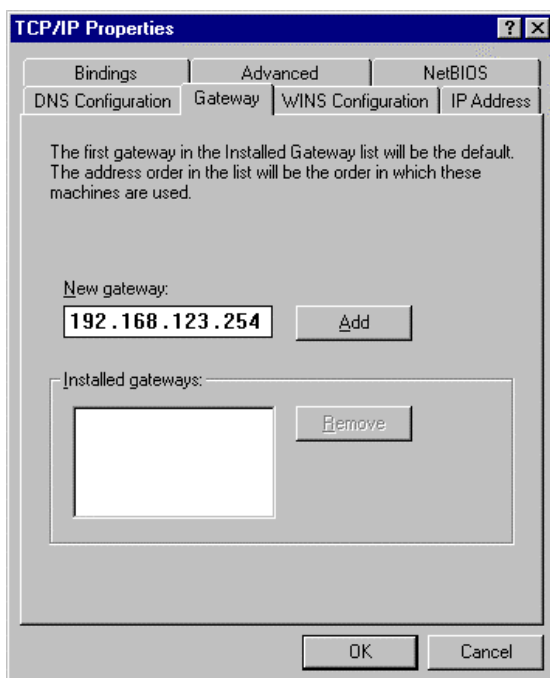 TCP/IP Properties
Bindings Advanced NetBIOS
DNS Configuration Gateway WINS Configuration IP Address
The first gateway in the Installed Gateway list will be the default.
The address order in the list will be the order in which these
machines are used.
New gateway:
192.168.123.254 Add
Installed gateways:
Remove
OK Cancel